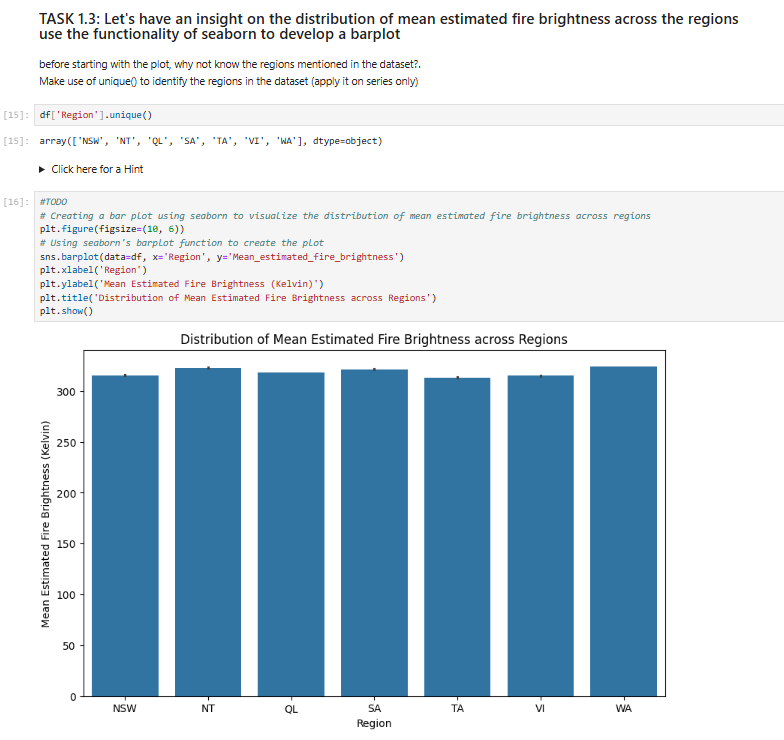 TASK 1.3: Let's have an insight on the distribution of mean estimated fire brightness across the regions
use the functionality of seaborn to develop a barplot
before starting with the plot, why not know the regions mentioned in the dataset?.
Make use of unique() to identify the regions in the dataset (apply it on series only)
[15]: df['Region'].unique()
[15]: array(['NSW', 'NT', 'QL', 'SA', 'TA', 'VI', 'WA'], dtype=object)
▶ Click here for a Hint
[16]: #TODO
# Creating a bar plot using seaborn to visualize the distribution of mean estimated fire brightness across regions
plt.figure(figsize=(10, 6))
# Using seaborn's barplot function to create the plot
sns.barplot(data=df, x='Region', y='Mean_estimated_fire_brightness')
plt.xlabel('Region')
plt.ylabel('Mean Estimated Fire Brightness (Kelvin)')
plt.title('Distribution of Mean Estimated Fire Brightness across Regions')
plt.show()
Distribution of Mean Estimated Fire Brightness across Regions
Mean Estimated Fire Brightness (Kelvin)
300
250
200
150
100
50
0
NSW NT QL SA TA VI WA
Region